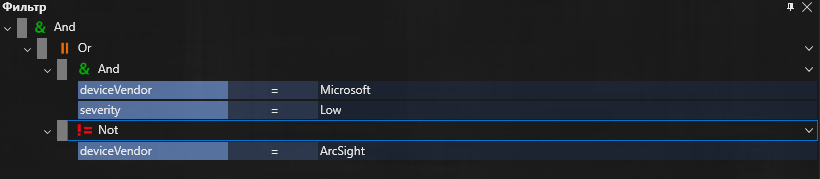 Фильтр
& And
Or
& And
deviceVendor = Microsoft
severity = Low
!= Not
deviceVendor = ArcSight